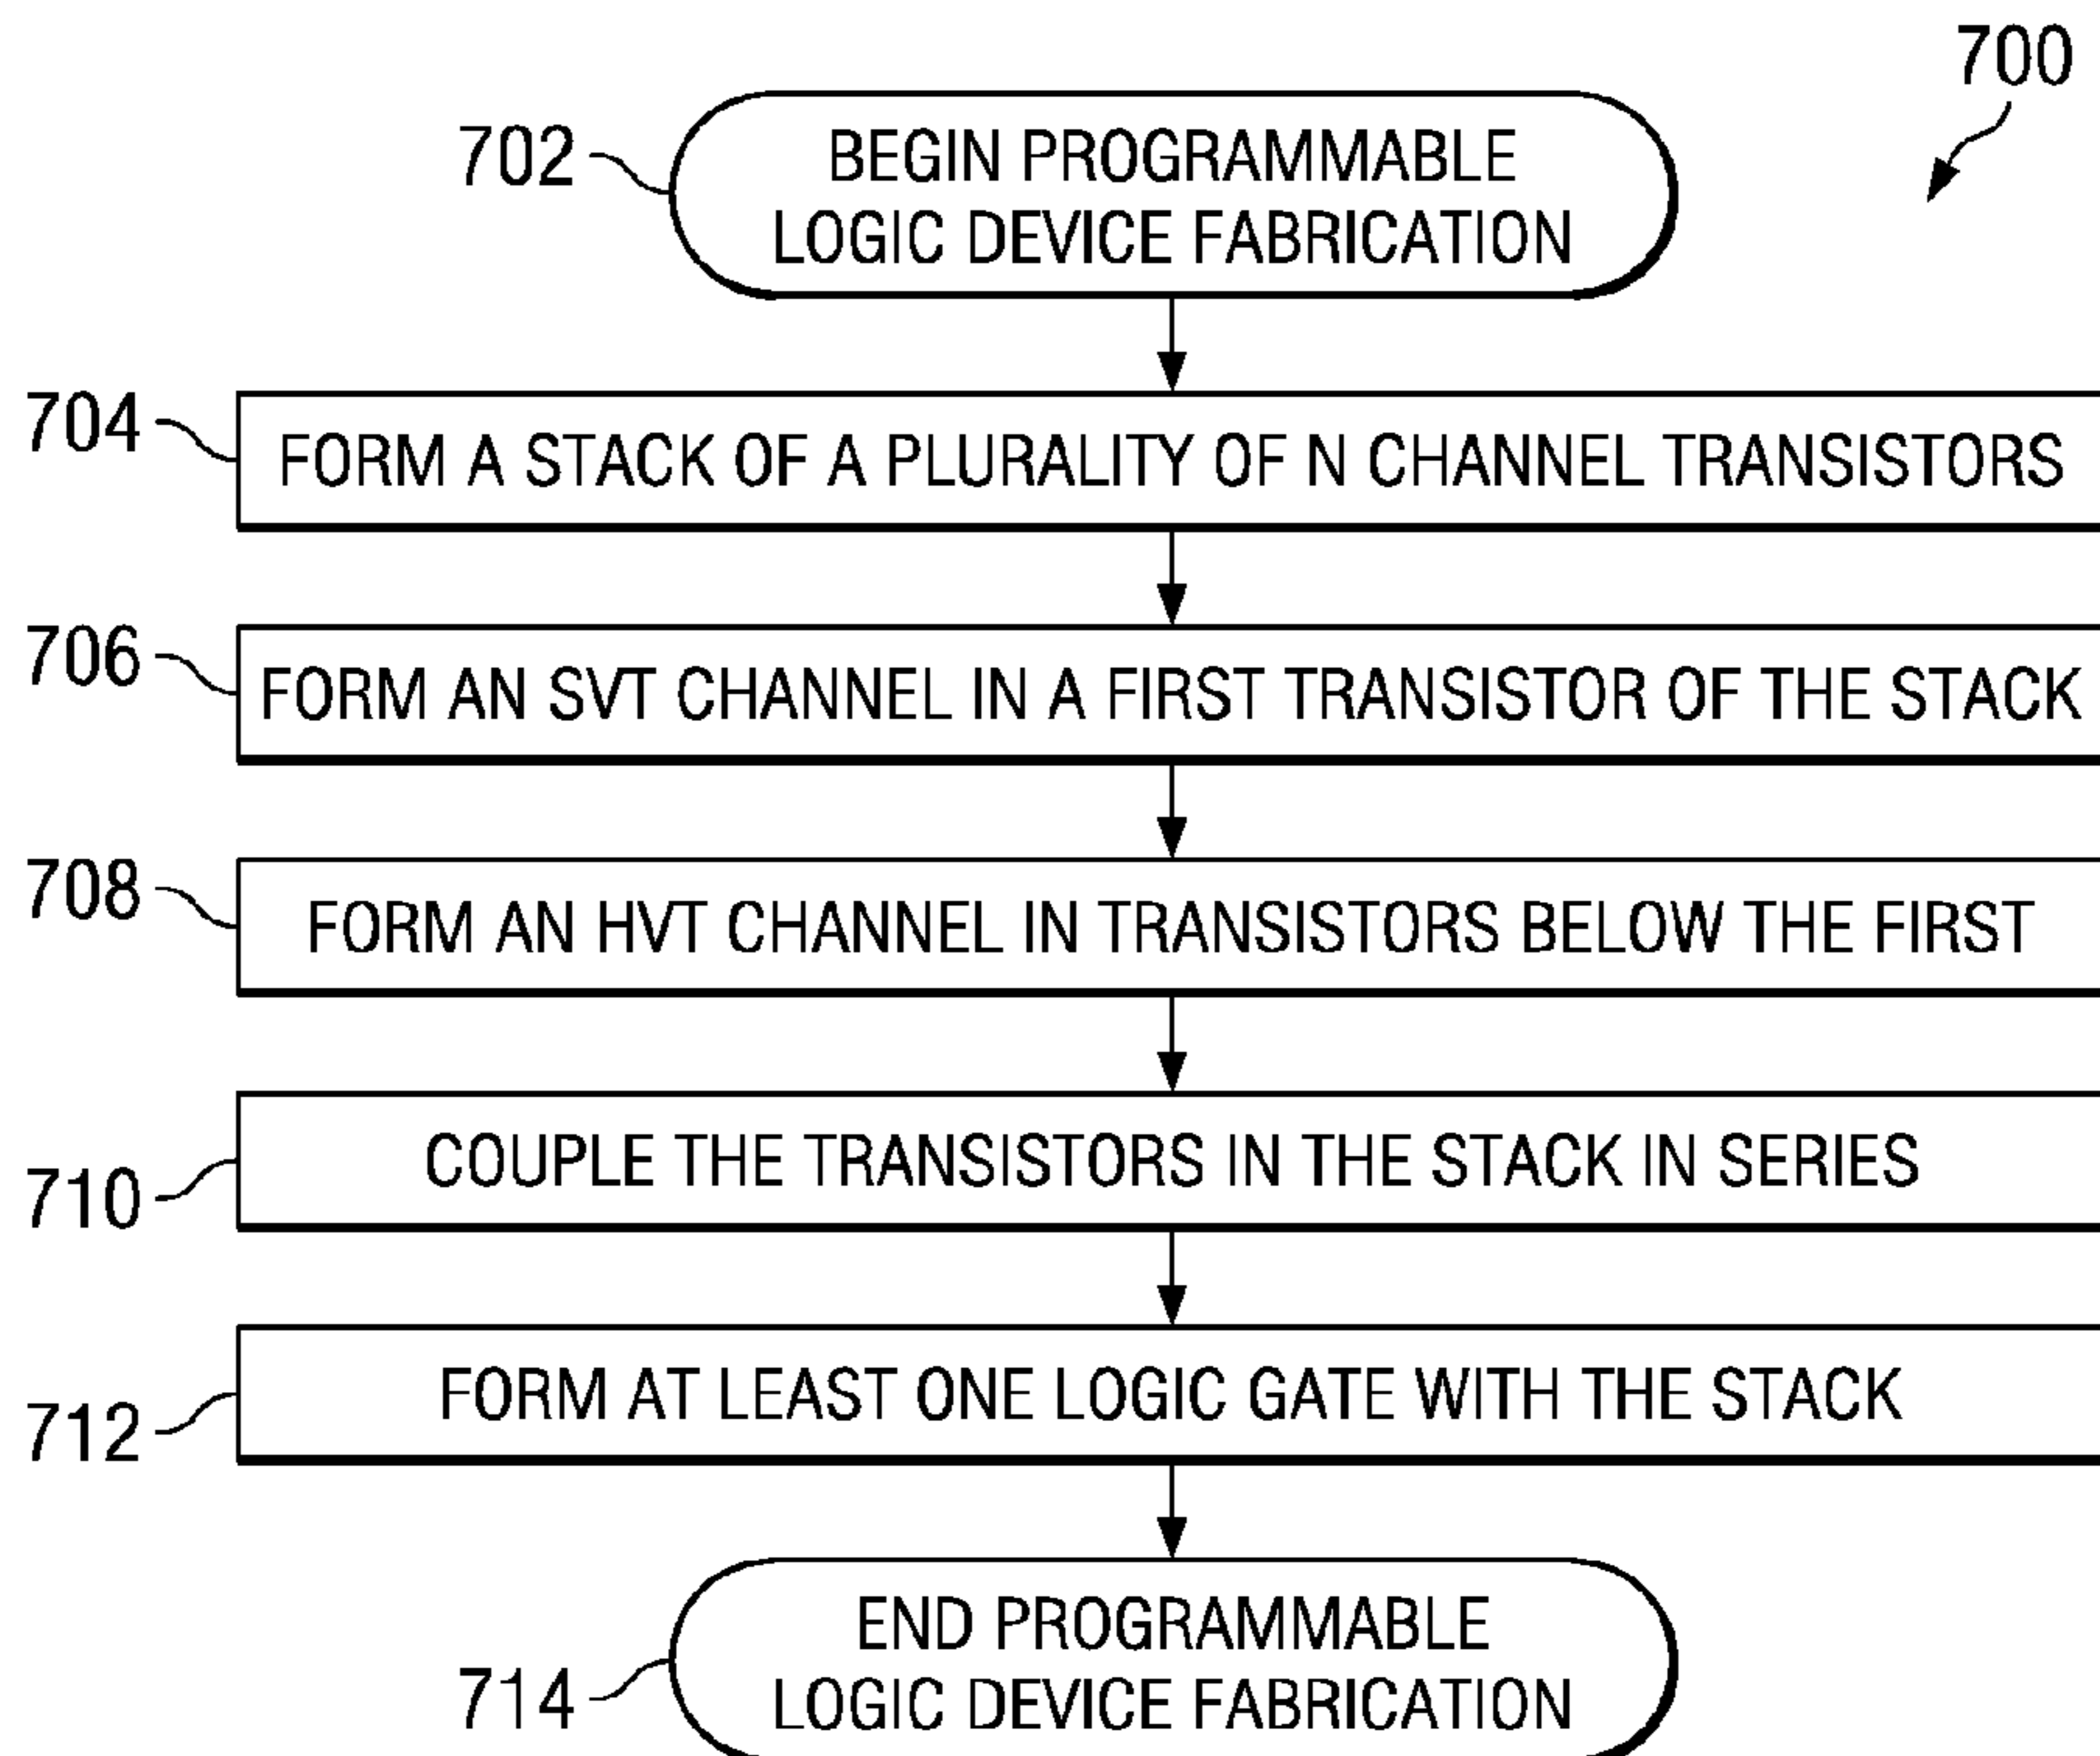 700
702
BEGIN PROGRAMMABLE
LOGIC DEVICE FABRICATION
704
FORM A STACK OF A PLURALITY OF N CHANNEL TRANSISTORS
706
FORM AN SVT CHANNEL IN A FIRST TRANSISTOR OF THE STACK
708
FORM AN HVT CHANNEL IN TRANSISTORS BELOW THE FIRST
710
COUPLE THE TRANSISTORS IN THE STACK IN SERIES
712
FORM AT LEAST ONE LOGIC GATE WITH THE STACK
714
END PROGRAMMABLE
LOGIC DEVICE FABRICATION